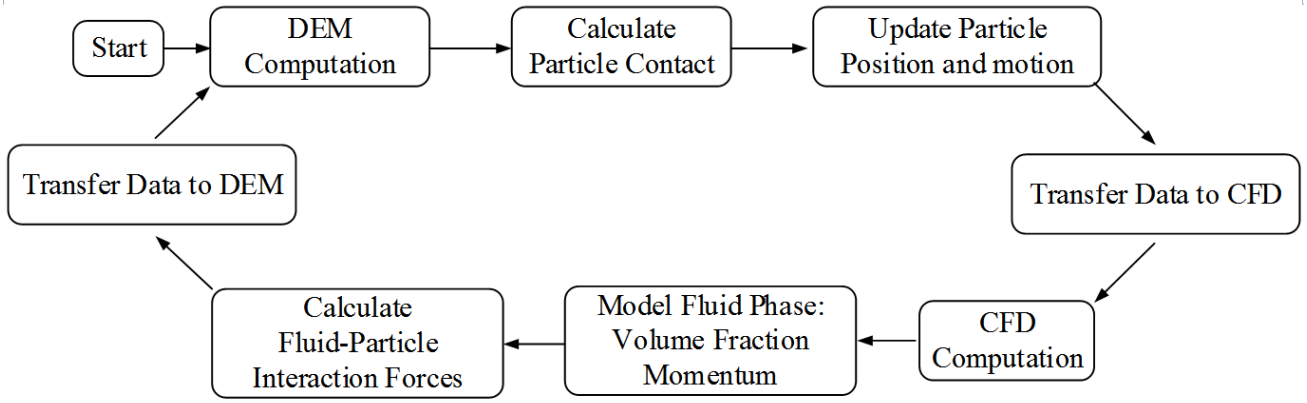 Start
DEM
Computation
Calculate
Particle Contact
Update Particle
Position and motion
Transfer Data to CFD
CFD
Computation
Model Fluid Phase:
Volume Fraction
Momentum
Calculate
Fluid-Particle
Interaction Forces
Transfer Data to DEM